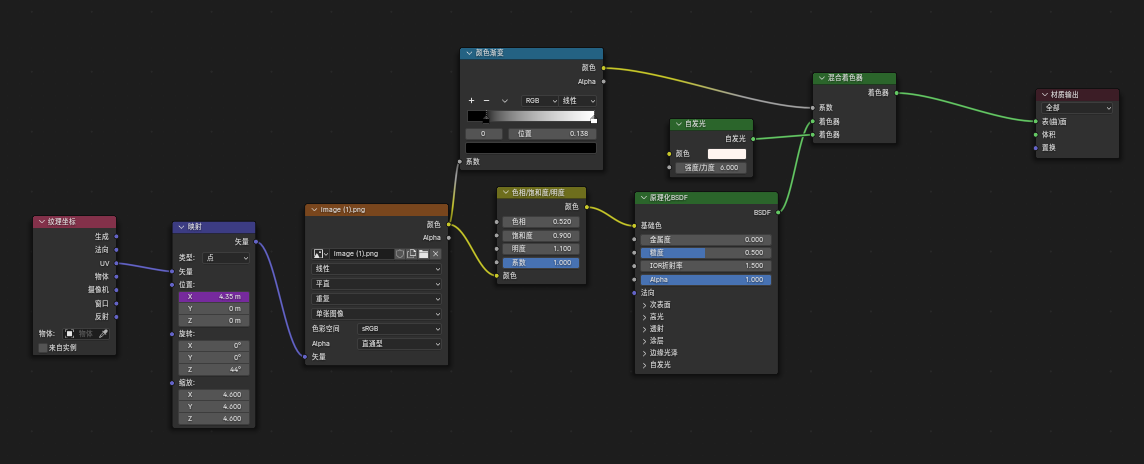 纹理坐标
生成
法向
UV
物体
摄像机
窗口
反射
物体: 物体
来自实例
映射
矢量
类型: 点
矢量
位置:
X 4.35 m
Y 0 m
Z 0 m
旋转:
X 0°
Y 0°
Z 44°
缩放:
X 4.600
Y 4.600
Z 4.600
Image (1).png
颜色
Alpha
Image (1).png
线性
平直
重复
单张图像
色彩空间 sRGB
Alpha 直通型
矢量
颜色渐变
颜色
Alpha
RGB 线性
0 位置 0.138
系数
色相/饱和度/明度
颜色
色相 0.520
饱和度 0.900
明度 1.100
系数 1.000
颜色
自发光
自发光
颜色
强度/力度 6.000
原理化BSDF
BSDF
基础色
金属度 0.000
糙度 0.500
IOR折射率 1.500
Alpha 1.000
法向
次表面
高光
透射
涂层
边缘光泽
自发光
混合着色器
着色器
系数
着色器
着色器
材质输出
全部
表(曲)面
体积
置换